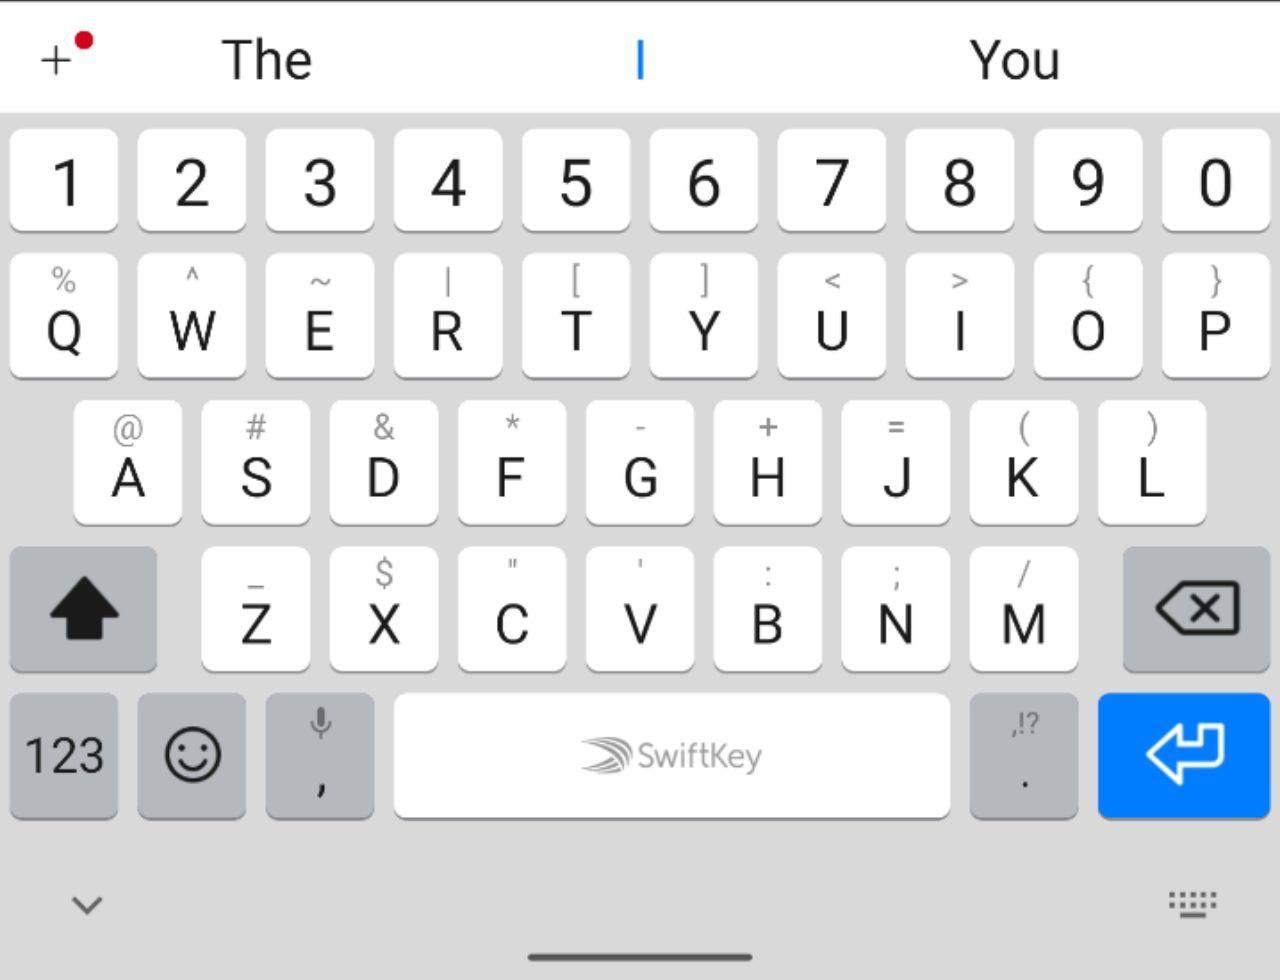 + The I You
1 2 3 4 5 6 7 8 9 0
% ^ ~ | [ ] < > { }
Q W E R T Y U I O P
@ # & * - + = ( )
A S D F G H J K L
_ $ " ' : ; /
Z X C V B N M
,!?
123 , SwiftKey .